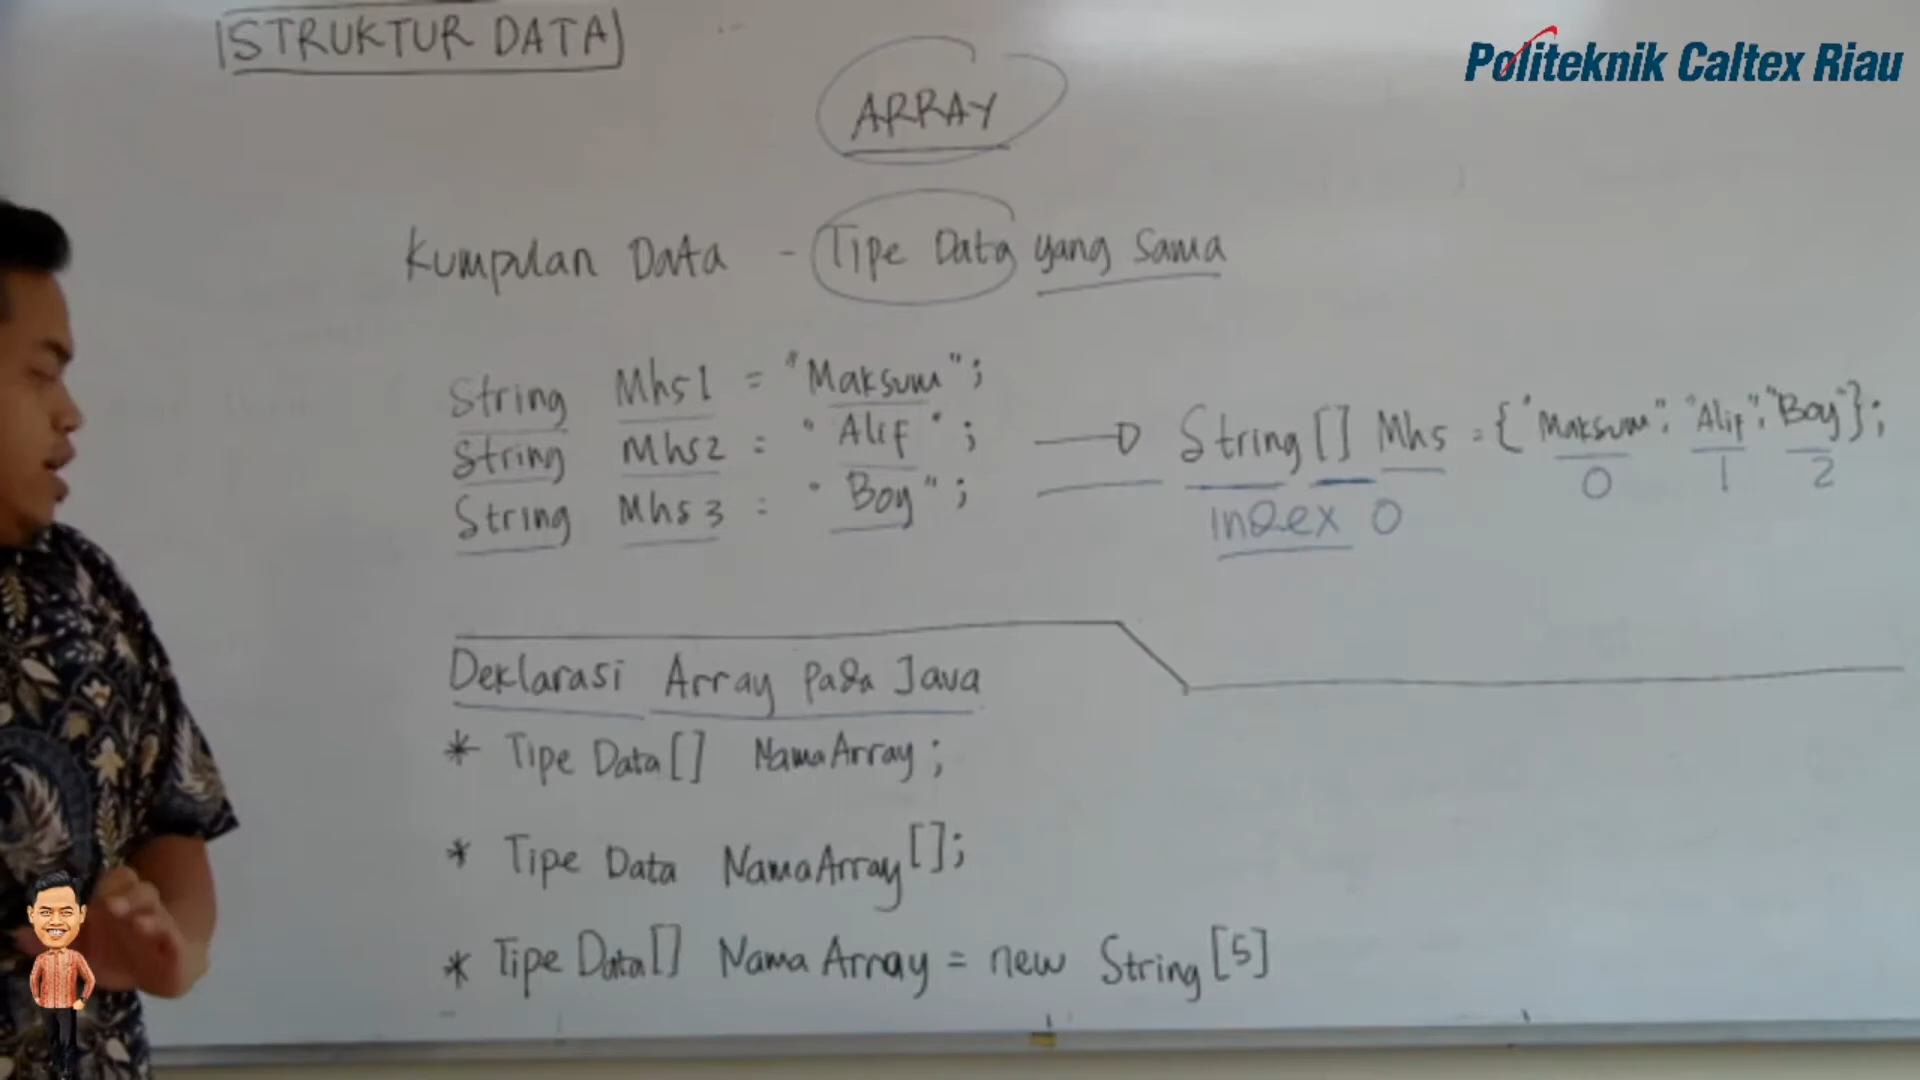 STRUKTUR DATA
Politeknik Caltex Riau
ARRAY
Kumpulan Data - Tipe Data yang Sama
String Mhs1 = "Maksum";
String Mhs2 = "Alif";
String Mhs3 = "Boy";
String[] Mhs = {"Maksum", "Alif", "Boy"};
0 1 2
index 0
Deklarasi Array pada Java
* Tipe Data[] NamaArray;
* Tipe Data NamaArray[];
* Tipe Data[] Nama Array = new String[5]